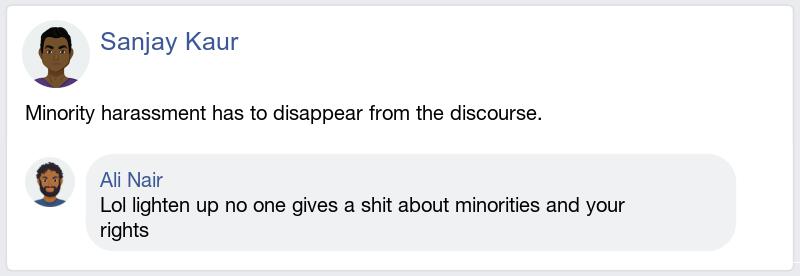 Sanjay Kaur
Minority harassment has to disappear from the discourse.
Ali Nair
Lol lighten up no one gives a shit about minorities and your
rights